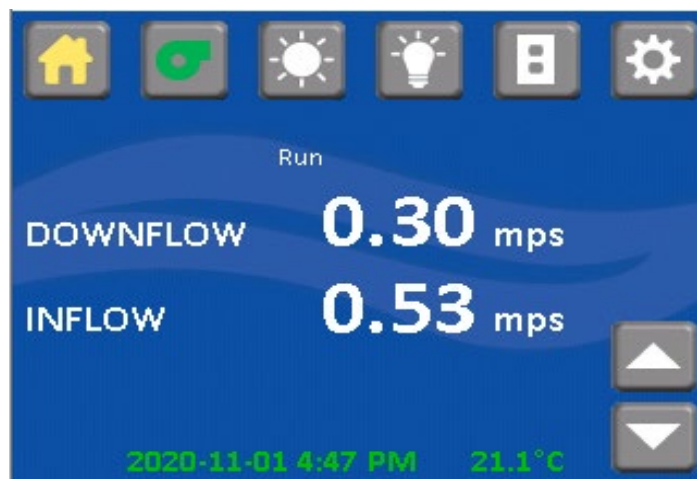 Run
DOWNFLOW 0.30 mps
INFLOW 0.53 mps
2020-11-01 4:47 PM 21.1°C